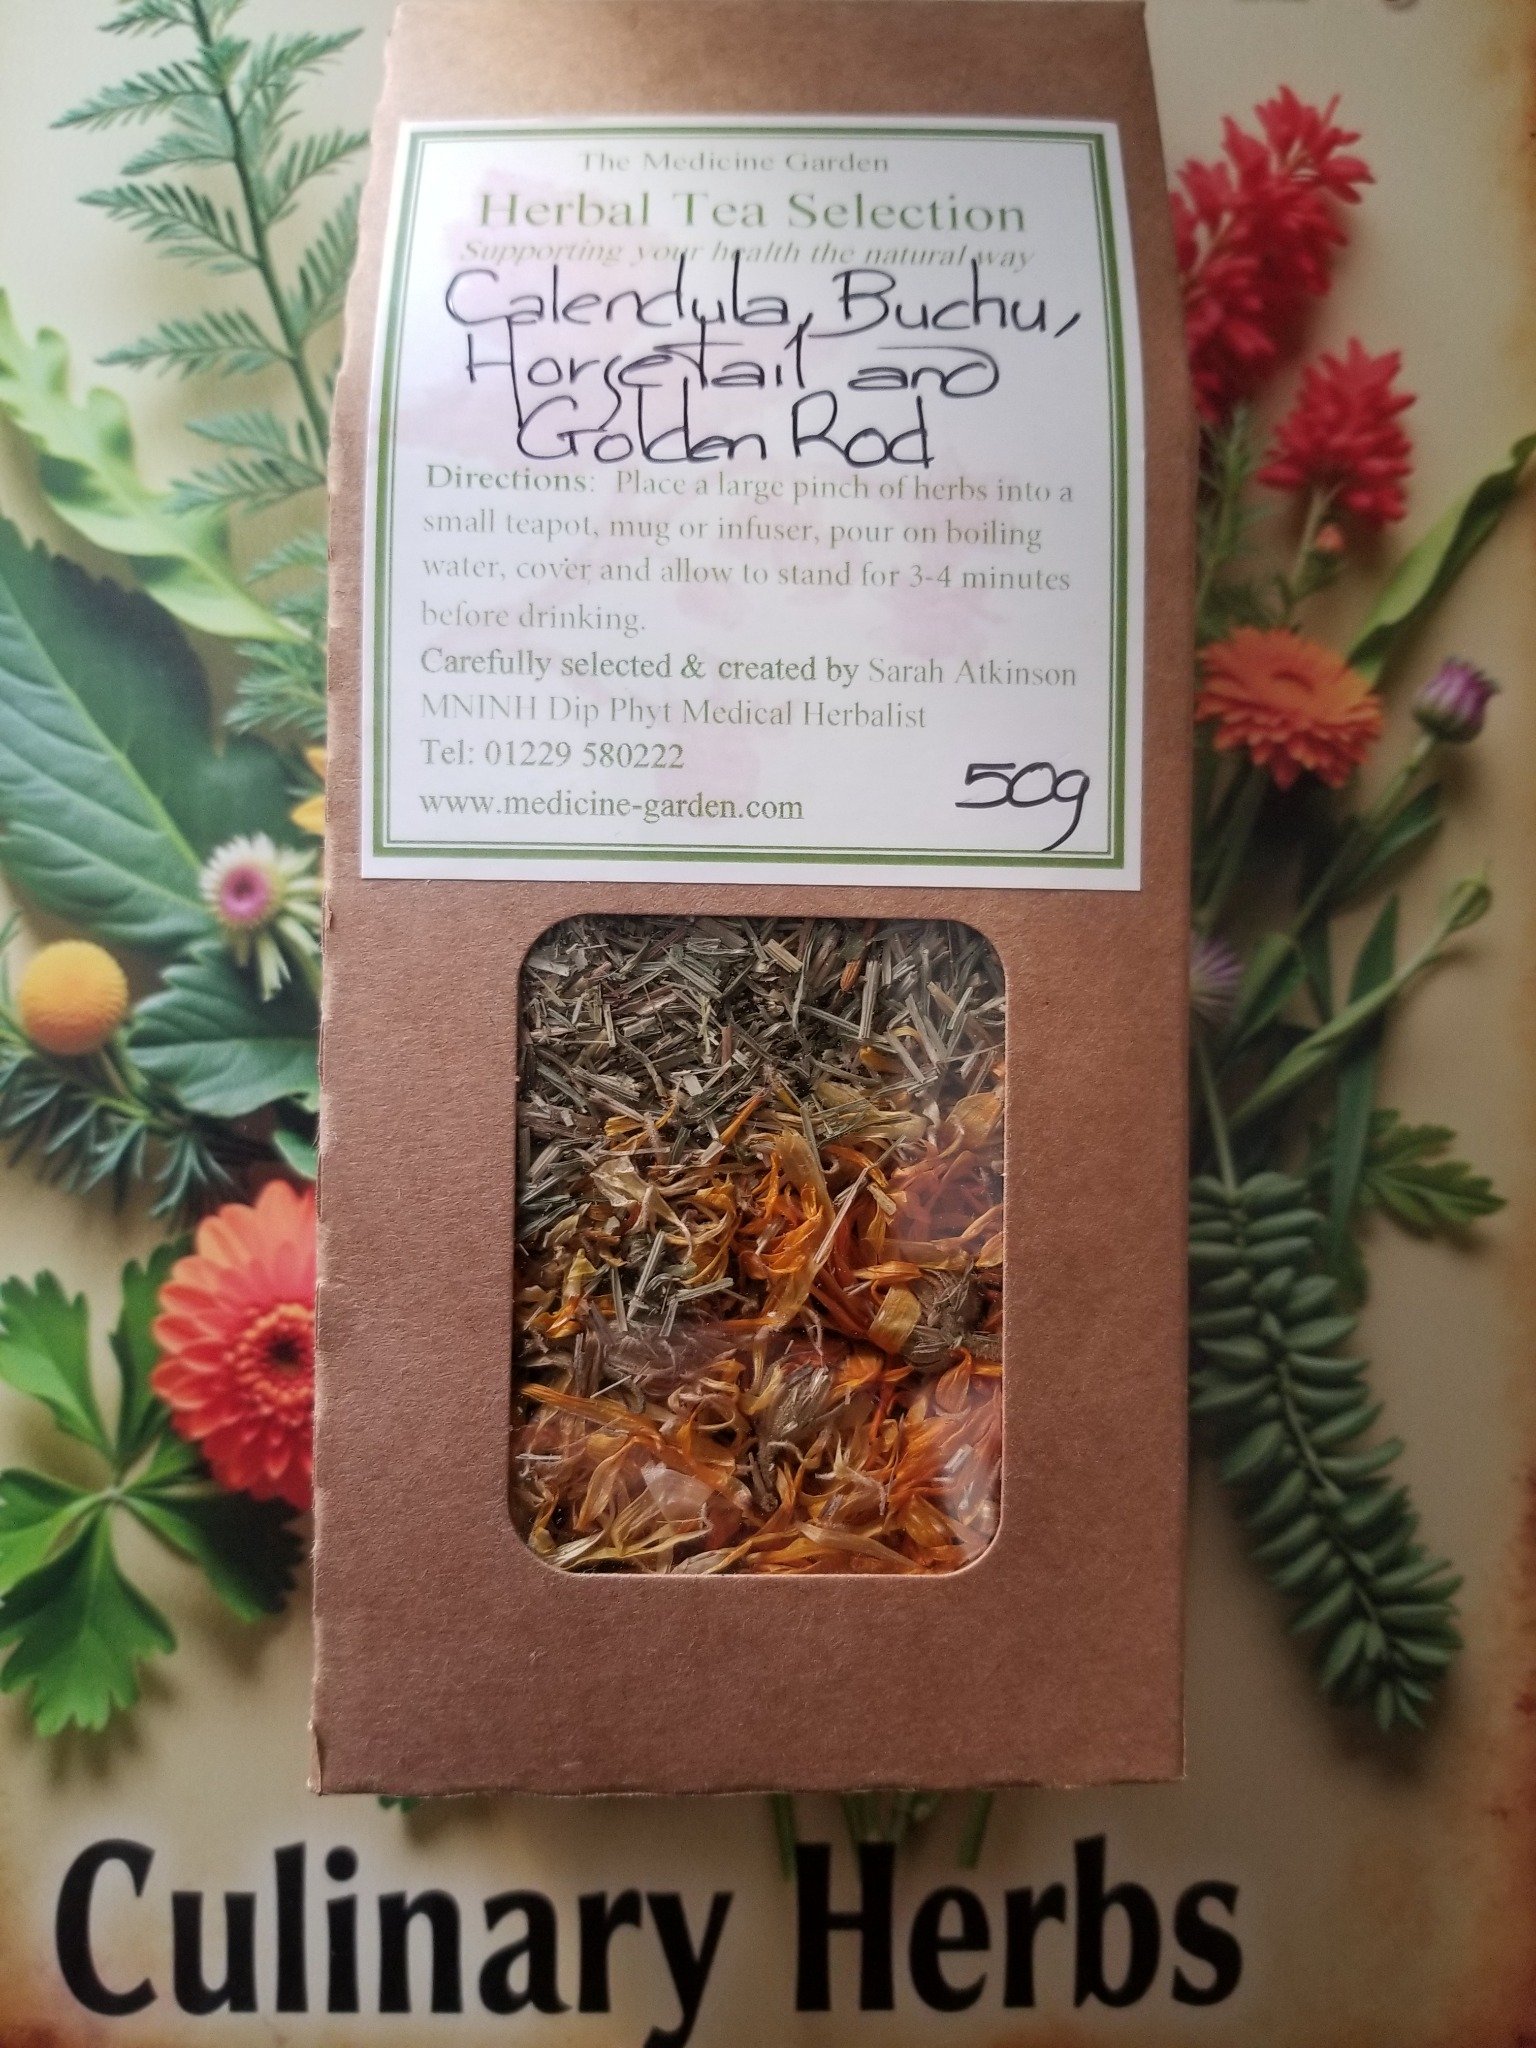 The Medicine Garden
Herbal Tea Selection
Supporting your health the natural way
Calendula, Buchu,
Horsetail and
Golden Rod
Directions: Place a large pinch of herbs into a
small teapot, mug or infuser, pour on boiling
water, cover and allow to stand for 3-4 minutes
before drinking.
Carefully selected & created by Sarah Atkinson
MNINH Dip Phyt Medical Herbalist
Tel: 01229 580222
www.medicine-garden.com
50g
Culinary Herbs